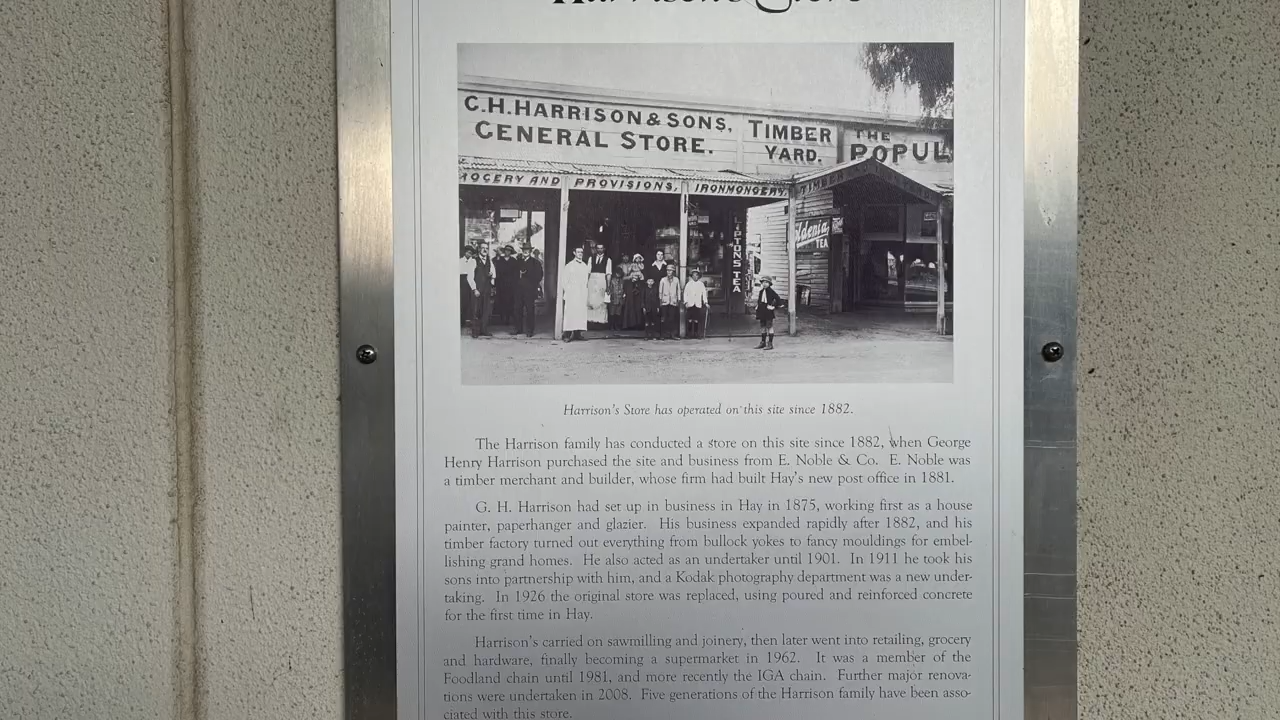 Harrison's Store
C.H.HARRISON & SONS,
GENERAL STORE.
TIMBER
YARD.
THE
POPUL
ROCERY AND PROVISIONS, IRONMONGERY,
TIMBER
LIPTONS TEA
ldenia
TEA
Harrison's Store has operated on this site since 1882.
The Harrison family has conducted a store on this site since 1882, when George
Henry Harrison purchased the site and business from E. Noble & Co. E. Noble was
a timber merchant and builder, whose firm had built Hay's new post office in 1881.
G. H. Harrison had set up in business in Hay in 1875, working first as a house
painter, paperhanger and glazier. His business expanded rapidly after 1882, and his
timber factory turned out everything from bullock yokes to fancy mouldings for embel-
lishing grand homes. He also acted as an undertaker until 1901. In 1911 he took his
sons into partnership with him, and a Kodak photography department was a new under-
taking. In 1926 the original store was replaced, using poured and reinforced concrete
for the first time in Hay.
Harrison's carried on sawmilling and joinery, then later went into retailing, grocery
and hardware, finally becoming a supermarket in 1962. It was a member of the
Foodland chain until 1981, and more recently the IGA chain. Further major renova-
tions were undertaken in 2008. Five generations of the Harrison family have been asso-
ciated with this store.